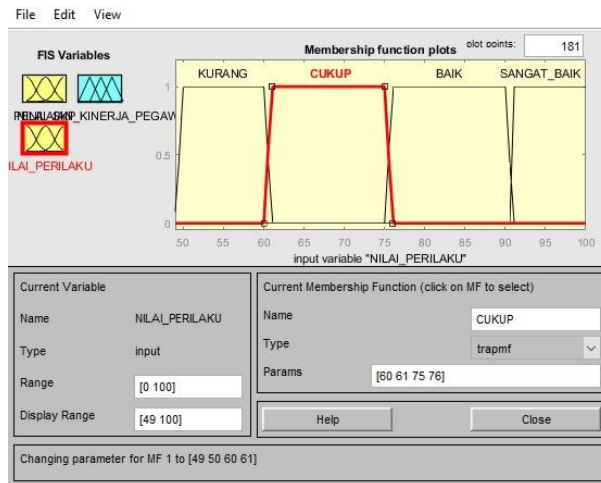 File Edit View
FIS Variables
Membership function plots
plot points:
181
KURANG
CUKUP
BAIK
SANGAT_BAIK
1
0.5
0
50 55 60 65 70 75 80 85 90 95 100
input variable "NILAI_PERILAKU"
KINERJA_PEGAW
ILAI_PERILAKU
Current Variable
Name
NILAI_PERILAKU
Type
input
Range
[0 100]
Display Range
[49 100]
Current Membership Function (click on MF to select)
Name
CUKUP
Type
trapmf
Params
[60 61 75 76]
Help
Close
Changing parameter for MF 1 to [49 50 60 61]